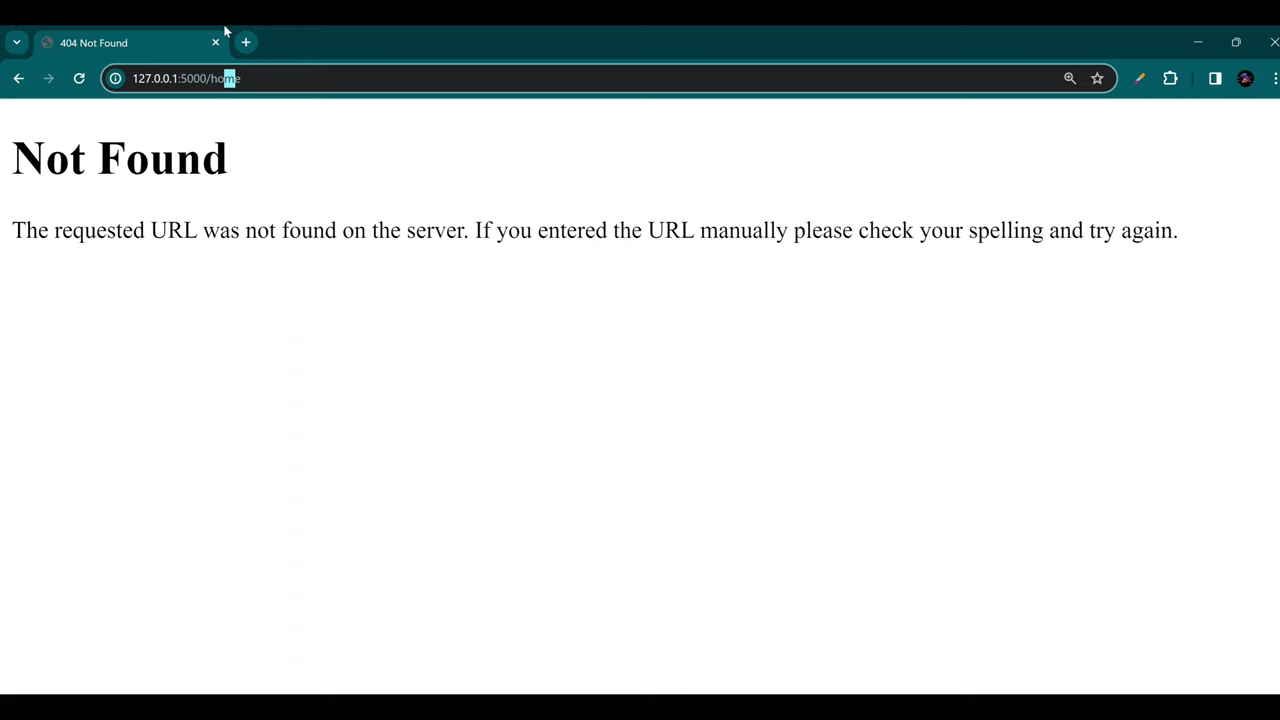 404 Not Found
127.0.0.1:5000/home
Not Found
The requested URL was not found on the server. If you entered the URL manually please check your spelling and try again.